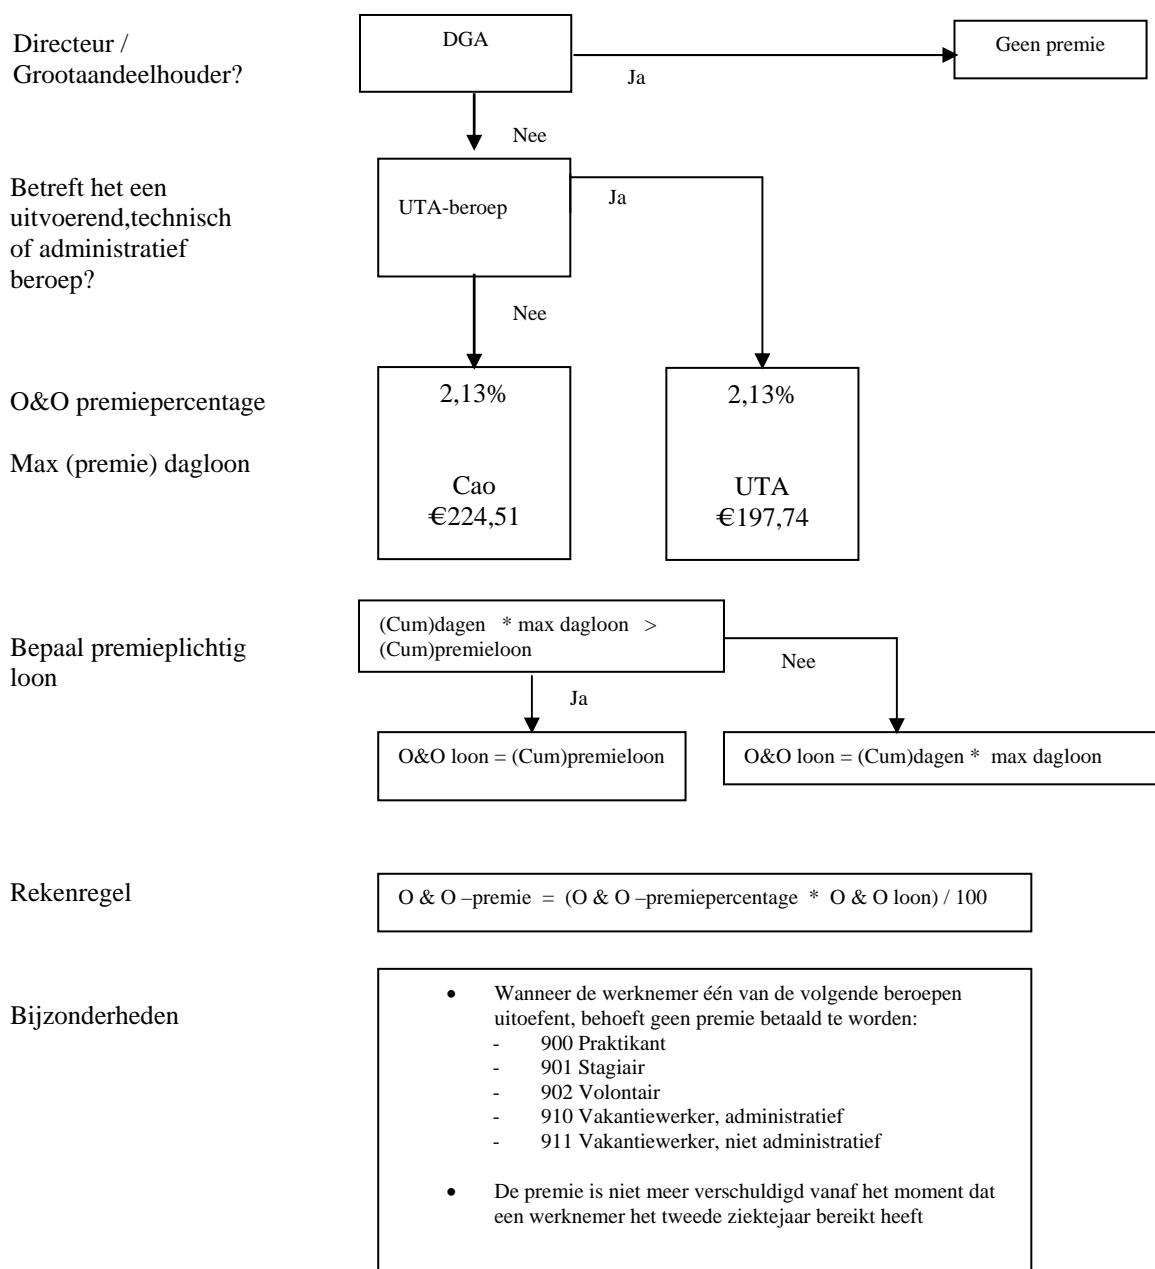 Directeur /
Grootaandeelhouder?
DGA
Ja
Geen premie
Nee
Betreft het een
uitvoerend,technisch
of administratief
beroep?
UTA-beroep
Ja
Nee
O&O premiepercentage
Max (premie) dagloon
2,13%
Cao
€224,51
2,13%
UTA
€197,74
Bepaal premieplichtig
loon
(Cum)dagen * max dagloon >
(Cum)premieloon
Nee
Ja
O&O loon = (Cum)premieloon
O&O loon = (Cum)dagen * max dagloon
Rekenregel
O & O –premie = (O & O –premiepercentage * O & O loon) / 100
Bijzonderheden
• Wanneer de werknemer één van de volgende beroepen
uitoefent, behoeft geen premie betaald te worden:
- 900 Praktikant
- 901 Stagiair
- 902 Volontair
- 910 Vakantiewerker, administratief
- 911 Vakantiewerker, niet administratief
• De premie is niet meer verschuldigd vanaf het moment dat
een werknemer het tweede ziektejaar bereikt heeft